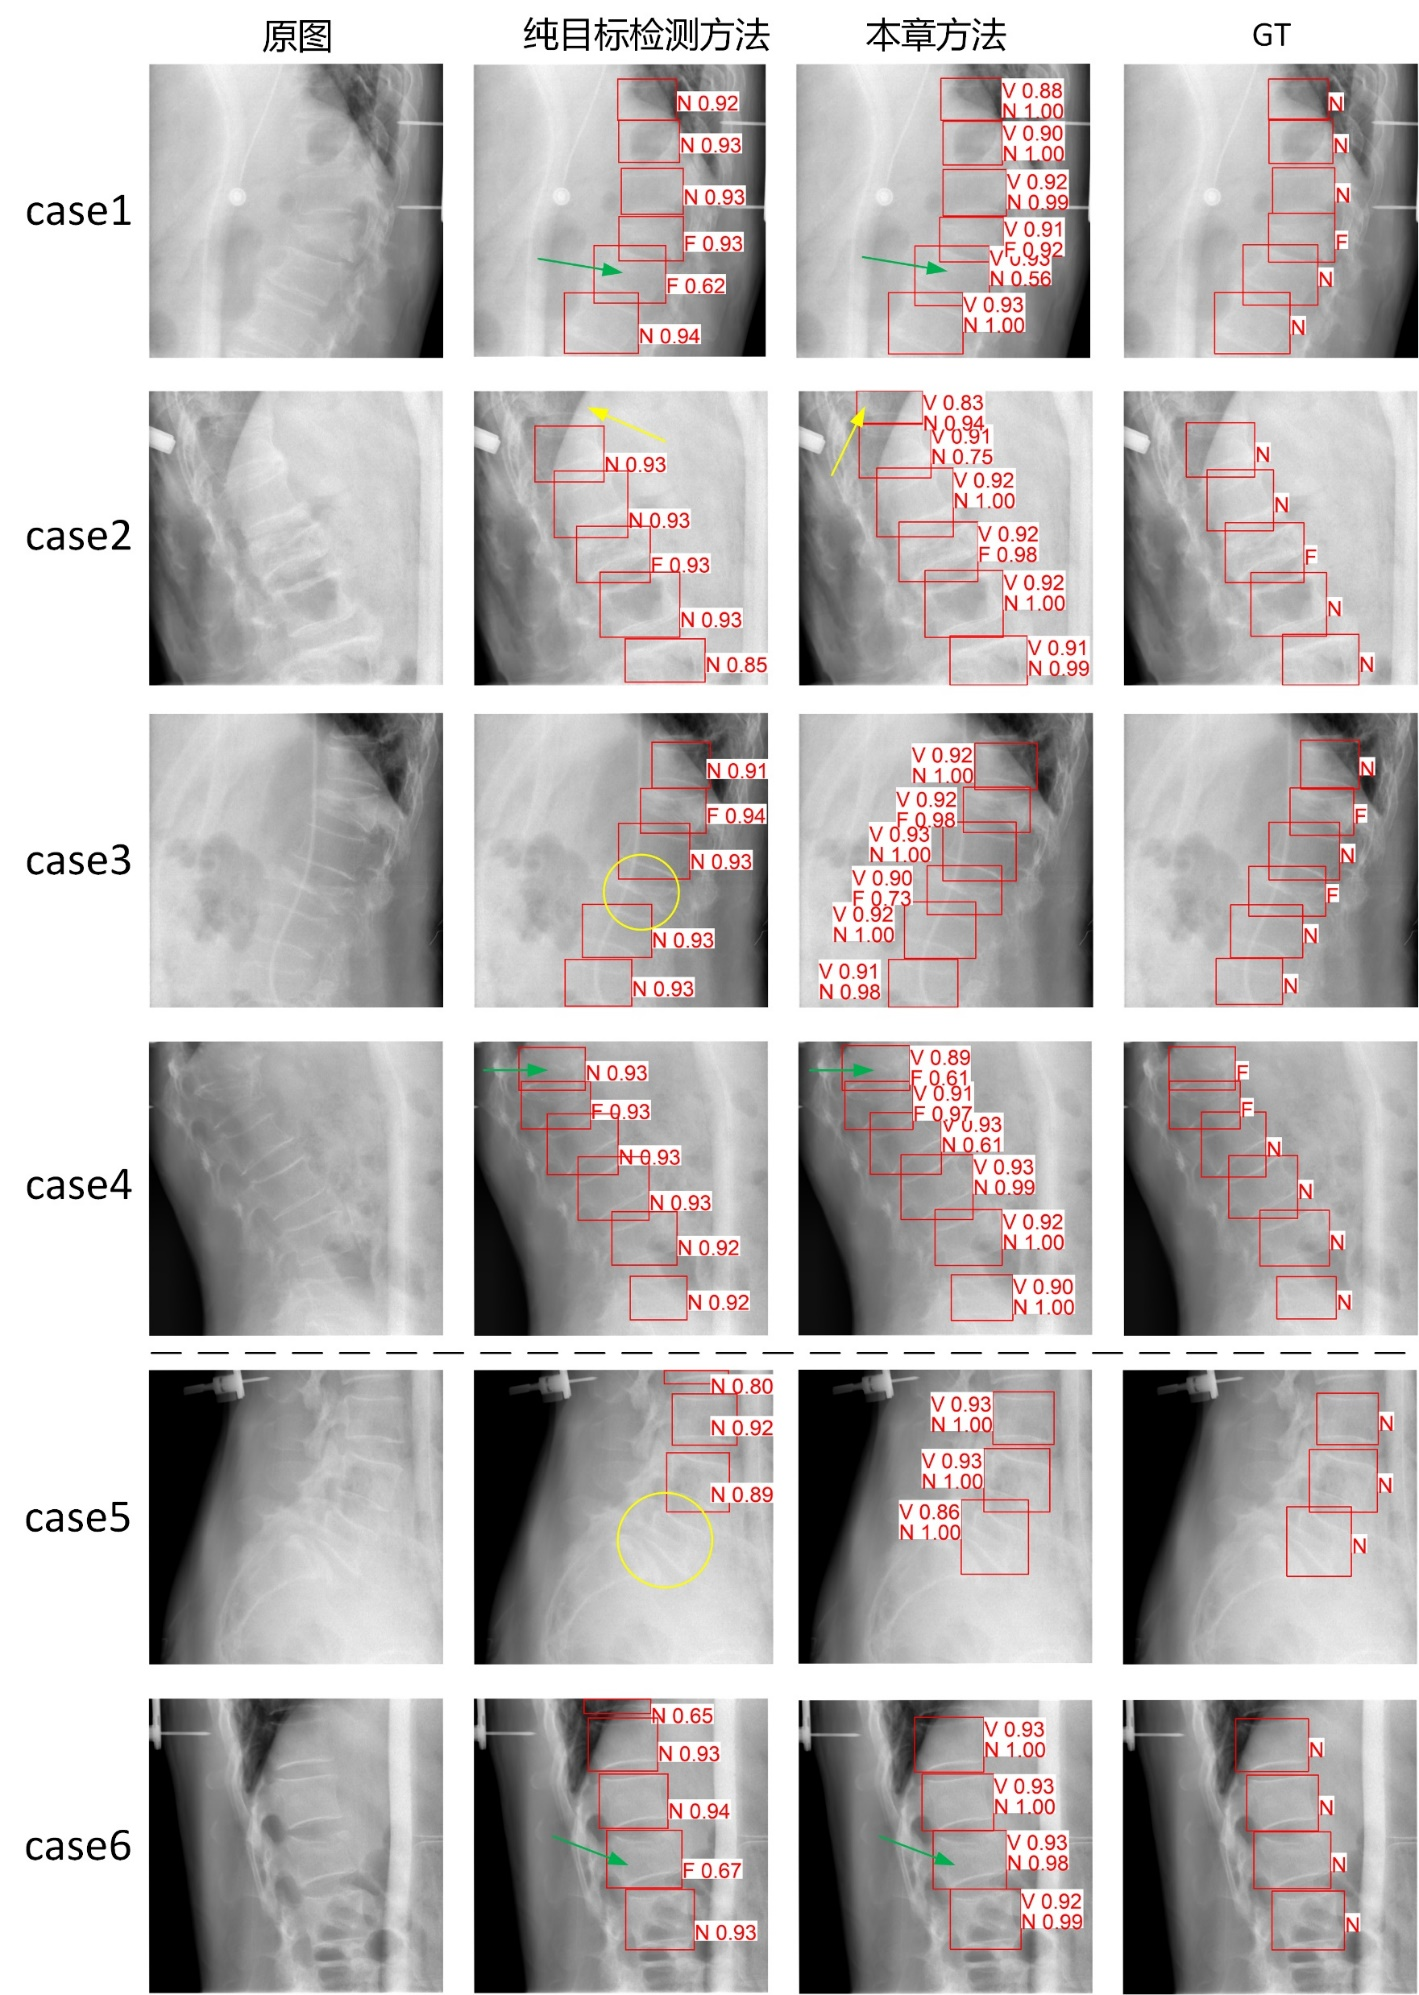 原图 纯目标检测方法 本章方法 GT
case1
N 0.92
N 0.93
N 0.93
F 0.93
F 0.62
N 0.94
V 0.88
N 1.00
V 0.90
N 1.00
V 0.92
N 0.99
V 0.91
F 0.92
V 0.93
N 0.56
V 0.93
N 1.00
N
N
N
F
N
N
case2
N 0.93
N 0.93
F 0.93
N 0.93
N 0.85
V 0.83
N 0.94
V 0.91
N 0.75
V 0.92
N 1.00
V 0.92
F 0.98
V 0.92
N 1.00
V 0.91
N 0.99
N
N
F
N
N
case3
N 0.91
F 0.94
N 0.93
N 0.93
N 0.93
V 0.92
N 1.00
V 0.92
F 0.98
V 0.93
N 1.00
V 0.90
F 0.73
V 0.92
N 1.00
V 0.91
N 0.98
N
F
N
F
N
N
case4
N 0.93
F 0.93
N 0.93
N 0.93
N 0.92
N 0.92
V 0.89
F 0.61
V 0.91
F 0.97
V 0.93
N 0.61
V 0.93
N 0.99
V 0.92
N 1.00
V 0.90
N 1.00
F
F
N
N
N
N
case5
N 0.80
N 0.92
N 0.89
V 0.93
N 1.00
V 0.93
N 1.00
V 0.86
N 1.00
N
N
N
case6
N 0.65
N 0.93
N 0.94
F 0.67
N 0.93
V 0.93
N 1.00
V 0.93
N 1.00
V 0.93
N 0.98
V 0.92
N 0.99
N
N
N
N